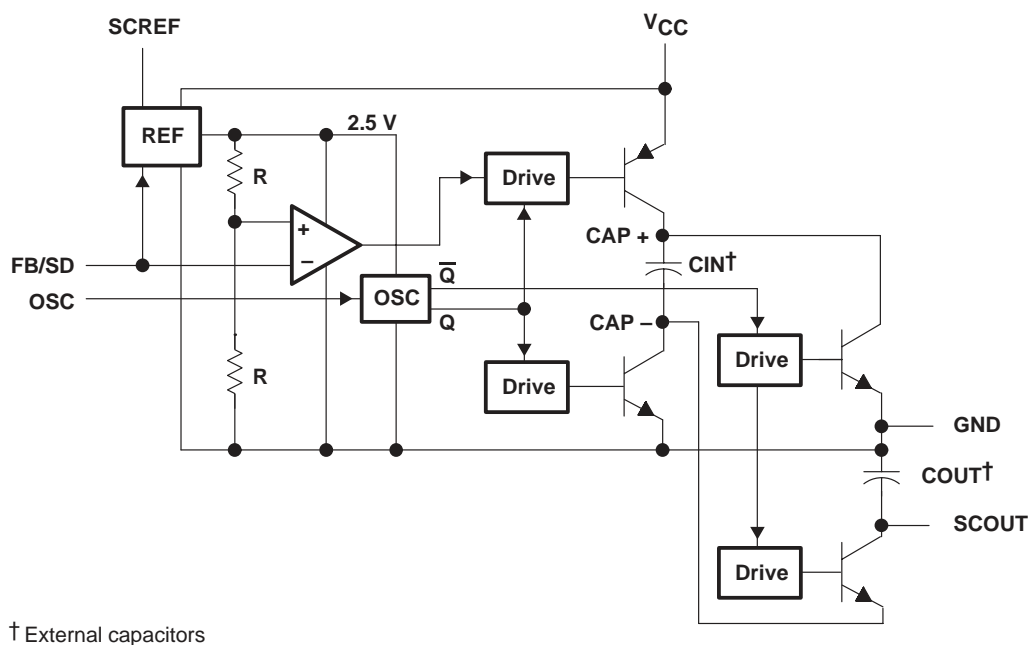 SCREF
VCC
REF
2.5 V
R
Drive
+
−
CAP +
CIN†
FB/SD
OSC
OSC
Q̅
Q
CAP −
R
Drive
Drive
GND
COUT†
SCOUT
Drive
† External capacitors